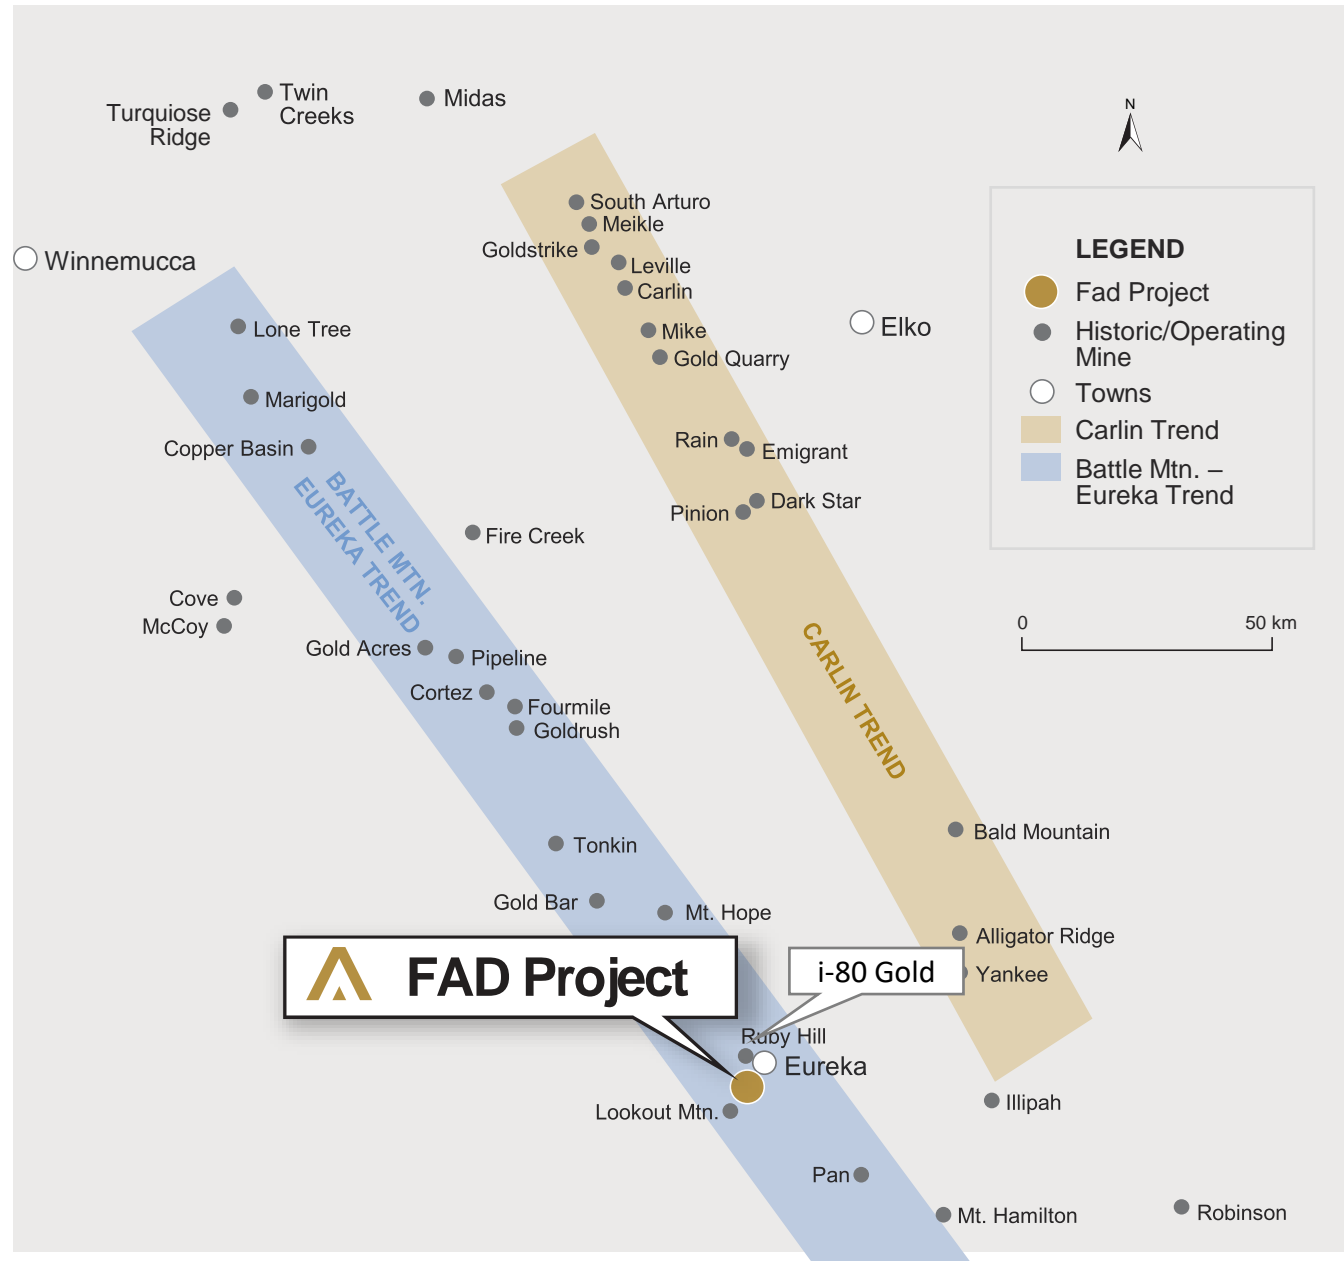 Twin
Creeks
Turquiose
Ridge
Midas
N
South Arturo
Meikle
Goldstrike
Leville
Carlin
Winnemucca
Elko
Lone Tree
Mike
Gold Quarry
Marigold
Copper Basin
Rain
Emigrant
BATTLE MTN.
EUREKA TREND
Dark Star
Pinion
Fire Creek
LEGEND
Fad Project
Historic/Operating
Mine
Towns
Carlin Trend
Battle Mtn. –
Eureka Trend
0 50 km
Cove
McCoy
Gold Acres
Pipeline
Cortez
Fourmile
Goldrush
CARLIN TREND
Bald Mountain
Tonkin
Gold Bar
Mt. Hope
Alligator Ridge
FAD Project
i-80 Gold
Yankee
Ruby Hill
Eureka
Lookout Mtn.
Illipah
Pan
Mt. Hamilton
Robinson